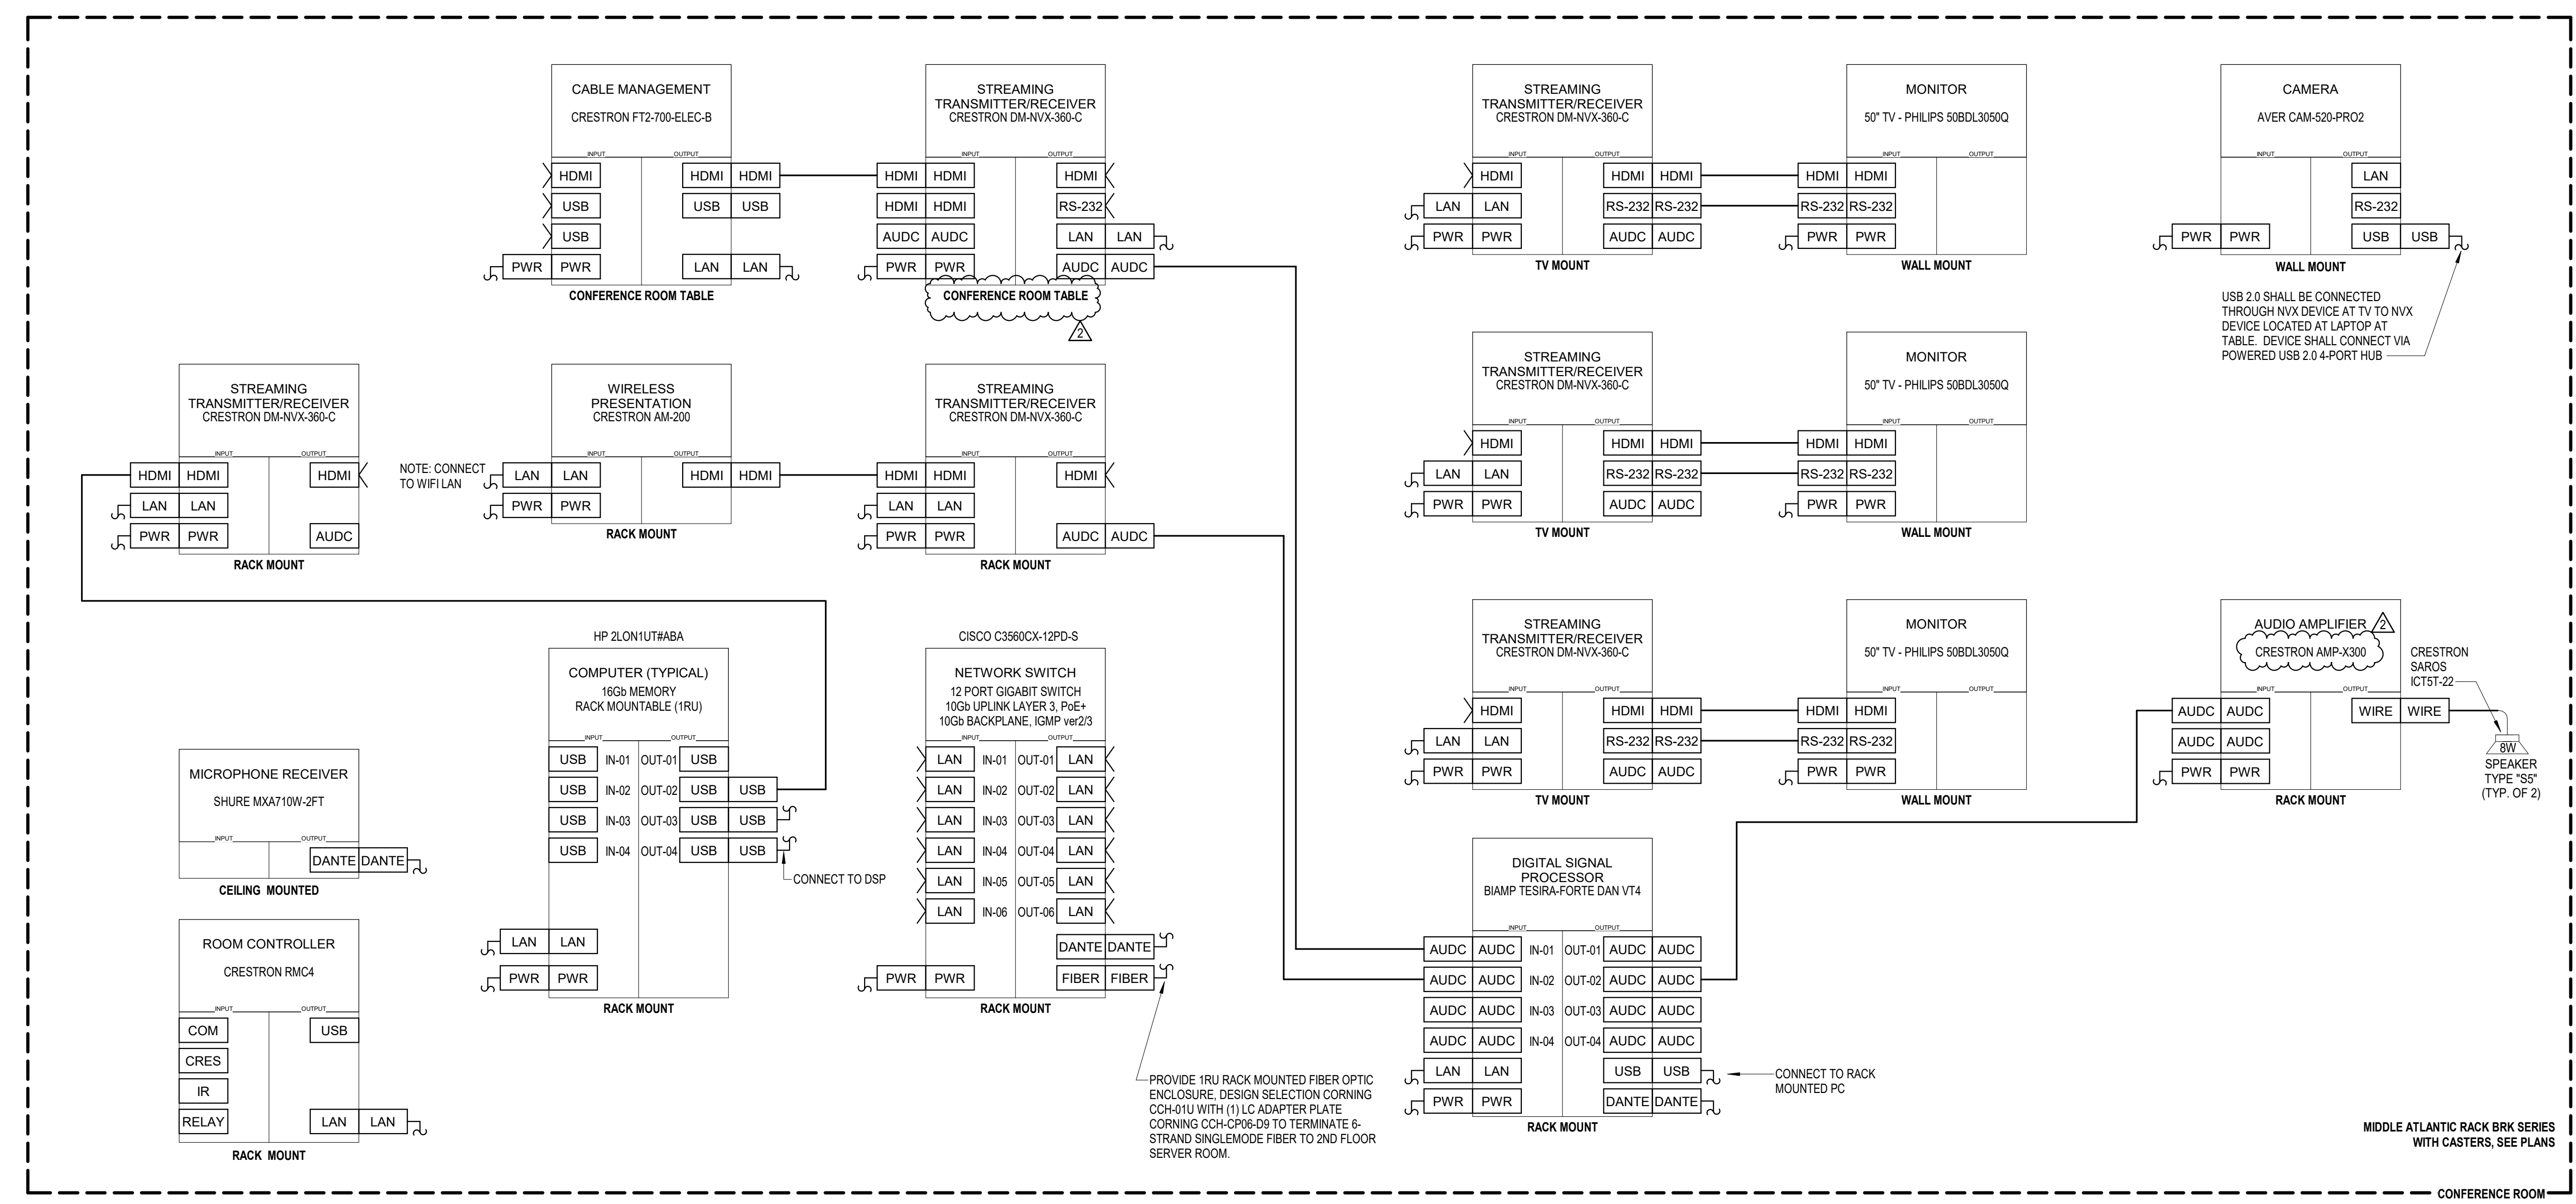 CABLE MANAGEMENT
CRESTRON FT2-700-ELEC-B
INPUT OUTPUT
HDMI HDMI HDMI
USB USB USB
USB
PWR PWR LAN LAN
CONFERENCE ROOM TABLE
STREAMING
TRANSMITTER/RECEIVER
CRESTRON DM-NVX-360-C
INPUT OUTPUT
HDMI HDMI HDMI
HDMI HDMI RS-232
AUDC AUDC LAN LAN
PWR PWR AUDC AUDC
CONFERENCE ROOM TABLE
2
STREAMING
TRANSMITTER/RECEIVER
CRESTRON DM-NVX-360-C
INPUT OUTPUT
HDMI HDMI HDMI
LAN LAN RS-232 RS-232
PWR PWR AUDC AUDC
TV MOUNT
MONITOR
50" TV - PHILIPS 50BDL3050Q
INPUT OUTPUT
HDMI HDMI
RS-232 RS-232
PWR PWR
WALL MOUNT
CAMERA
AVER CAM-520-PRO2
INPUT OUTPUT
LAN
RS-232
PWR PWR USB USB
WALL MOUNT
USB 2.0 SHALL BE CONNECTED
THROUGH NVX DEVICE AT TV TO NVX
DEVICE LOCATED AT LAPTOP AT
TABLE. DEVICE SHALL CONNECT VIA
POWERED USB 2.0 4-PORT HUB
STREAMING
TRANSMITTER/RECEIVER
CRESTRON DM-NVX-360-C
INPUT OUTPUT
HDMI HDMI HDMI
LAN LAN
PWR PWR AUDC
RACK MOUNT
NOTE: CONNECT
TO WIFI LAN
WIRELESS
PRESENTATION
CRESTRON AM-200
INPUT OUTPUT
LAN LAN HDMI HDMI
PWR PWR
RACK MOUNT
STREAMING
TRANSMITTER/RECEIVER
CRESTRON DM-NVX-360-C
INPUT OUTPUT
HDMI HDMI HDMI
LAN LAN
PWR PWR AUDC AUDC
RACK MOUNT
STREAMING
TRANSMITTER/RECEIVER
CRESTRON DM-NVX-360-C
INPUT OUTPUT
HDMI HDMI HDMI
LAN LAN RS-232 RS-232
PWR PWR AUDC AUDC
TV MOUNT
MONITOR
50" TV - PHILIPS 50BDL3050Q
INPUT OUTPUT
HDMI HDMI
RS-232 RS-232
PWR PWR
WALL MOUNT
HP 2LON1UT#ABA
COMPUTER (TYPICAL)
16Gb MEMORY
RACK MOUNTABLE (1RU)
INPUT OUTPUT
USB IN-01 OUT-01 USB
USB IN-02 OUT-02 USB USB
USB IN-03 OUT-03 USB USB
USB IN-04 OUT-04 USB USB
CONNECT TO DSP
LAN LAN
PWR PWR
RACK MOUNT
CISCO C3560CX-12PD-S
NETWORK SWITCH
12 PORT GIGABIT SWITCH
10Gb UPLINK LAYER 3, PoE+
10Gb BACKPLANE, IGMP ver2/3
INPUT OUTPUT
LAN IN-01 OUT-01 LAN
LAN IN-02 OUT-02 LAN
LAN IN-03 OUT-03 LAN
LAN IN-04 OUT-04 LAN
LAN IN-05 OUT-05 LAN
LAN IN-06 OUT-06 LAN
DANTE DANTE
PWR PWR FIBER FIBER
RACK MOUNT
PROVIDE 1RU RACK MOUNTED FIBER OPTIC
ENCLOSURE, DESIGN SELECTION CORNING
CCH-01U WITH (1) LC ADAPTER PLATE
CORNING CCH-CP06-D9 TO TERMINATE 6-
STRAND SINGLEMODE FIBER TO 2ND FLOOR
SERVER ROOM.
STREAMING
TRANSMITTER/RECEIVER
CRESTRON DM-NVX-360-C
INPUT OUTPUT
HDMI HDMI HDMI
LAN LAN RS-232 RS-232
PWR PWR AUDC AUDC
TV MOUNT
MONITOR
50" TV - PHILIPS 50BDL3050Q
INPUT OUTPUT
HDMI HDMI
RS-232 RS-232
PWR PWR
WALL MOUNT
AUDIO AMPLIFIER 2
CRESTRON AMP-X300
INPUT OUTPUT
AUDC AUDC WIRE WIRE
AUDC AUDC
PWR PWR
RACK MOUNT
CRESTRON
SAROS
ICT5T-22
8W
SPEAKER
TYPE "S5"
(TYP. OF 2)
MICROPHONE RECEIVER
SHURE MXA710W-2FT
INPUT OUTPUT
DANTE DANTE
CEILING MOUNTED
ROOM CONTROLLER
CRESTRON RMC4
INPUT OUTPUT
COM USB
CRES
IR
RELAY LAN LAN
RACK MOUNT
DIGITAL SIGNAL
PROCESSOR
BIAMP TESIRA-FORTE DAN VT4
INPUT OUTPUT
AUDC AUDC IN-01 OUT-01 AUDC AUDC
AUDC AUDC IN-02 OUT-02 AUDC AUDC
AUDC AUDC IN-03 OUT-03 AUDC AUDC
AUDC AUDC IN-04 OUT-04 AUDC AUDC
LAN LAN USB USB
PWR PWR DANTE DANTE
RACK MOUNT
CONNECT TO RACK
MOUNTED PC
MIDDLE ATLANTIC RACK BRK SERIES
WITH CASTERS, SEE PLANS
CONFERENCE ROOM